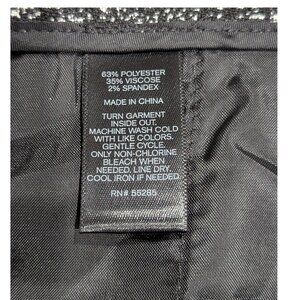 63% POLYESTER
35% VISCOSE
2% SPANDEX
MADE IN CHINA
TURN GARMENT
INSIDE OUT.
MACHINE WASH COLD
WITH LIKE COLORS.
GENTLE CYCLE.
ONLY NON-CHLORINE
BLEACH WHEN
NEEDED. LINE DRY.
COOL IRON IF NEEDED.
RN# 55285